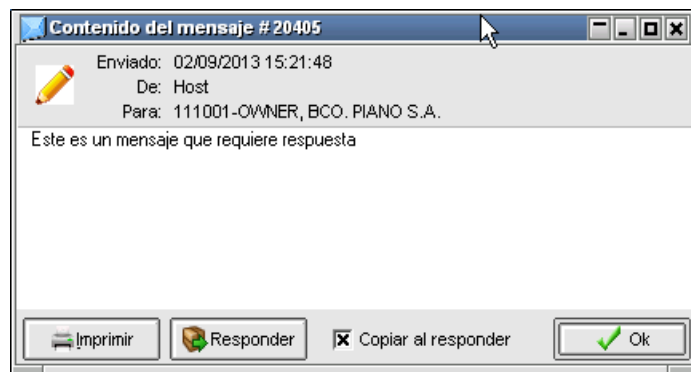 Contenido del mensaje # 20405
Enviado: 02/09/2013 15:21:48
De: Host
Para: 111001-OWNER, BCO. PIANO S.A.
Este es un mensaje que requiere respuesta
Imprimir Responder Copiar al responder Ok